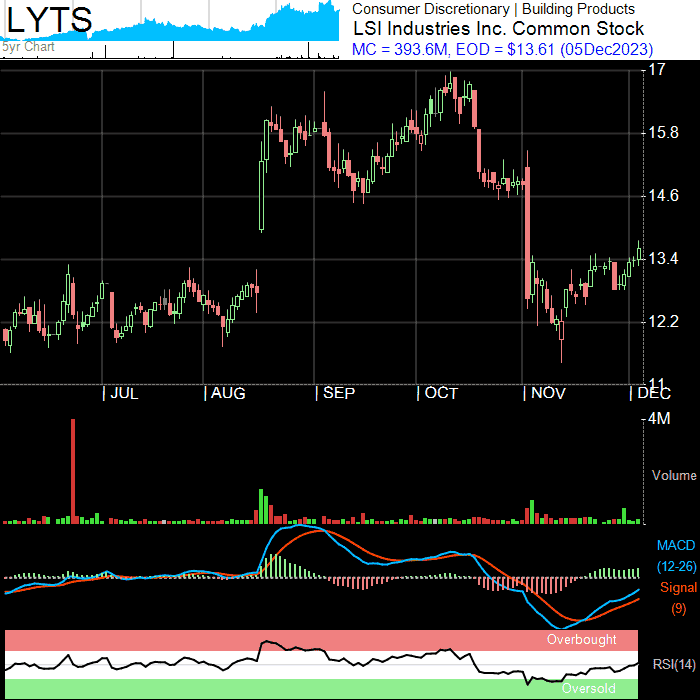 LYTS
5yr Chart
Consumer Discretionary | Building Products
LSI Industries Inc. Common Stock
MC = 393.6M, EOD = $13.61 (05Dec2023)
17
15.8
14.6
13.4
12.2
11
| JUL | AUG | SEP | OCT | NOV | DEC
4M
Volume
MACD
(12-26)
Signal
(9)
Overbought
RSI(14)
Oversold